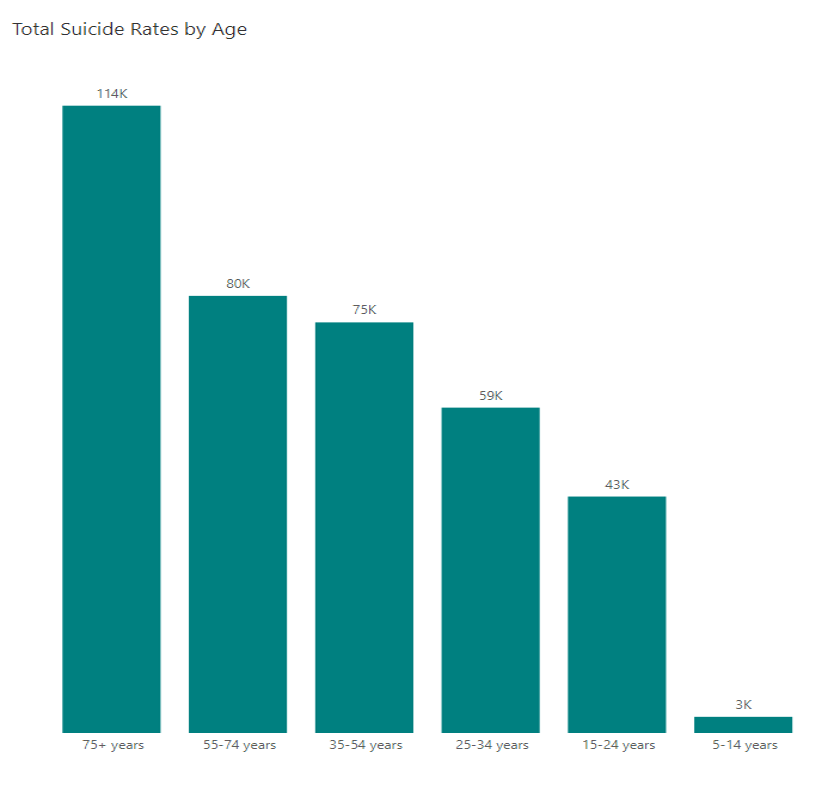 Total Suicide Rates by Age
114K
80K
75K
59K
43K
3K
75+ years
55-74 years
35-54 years
25-34 years
15-24 years
5-14 years